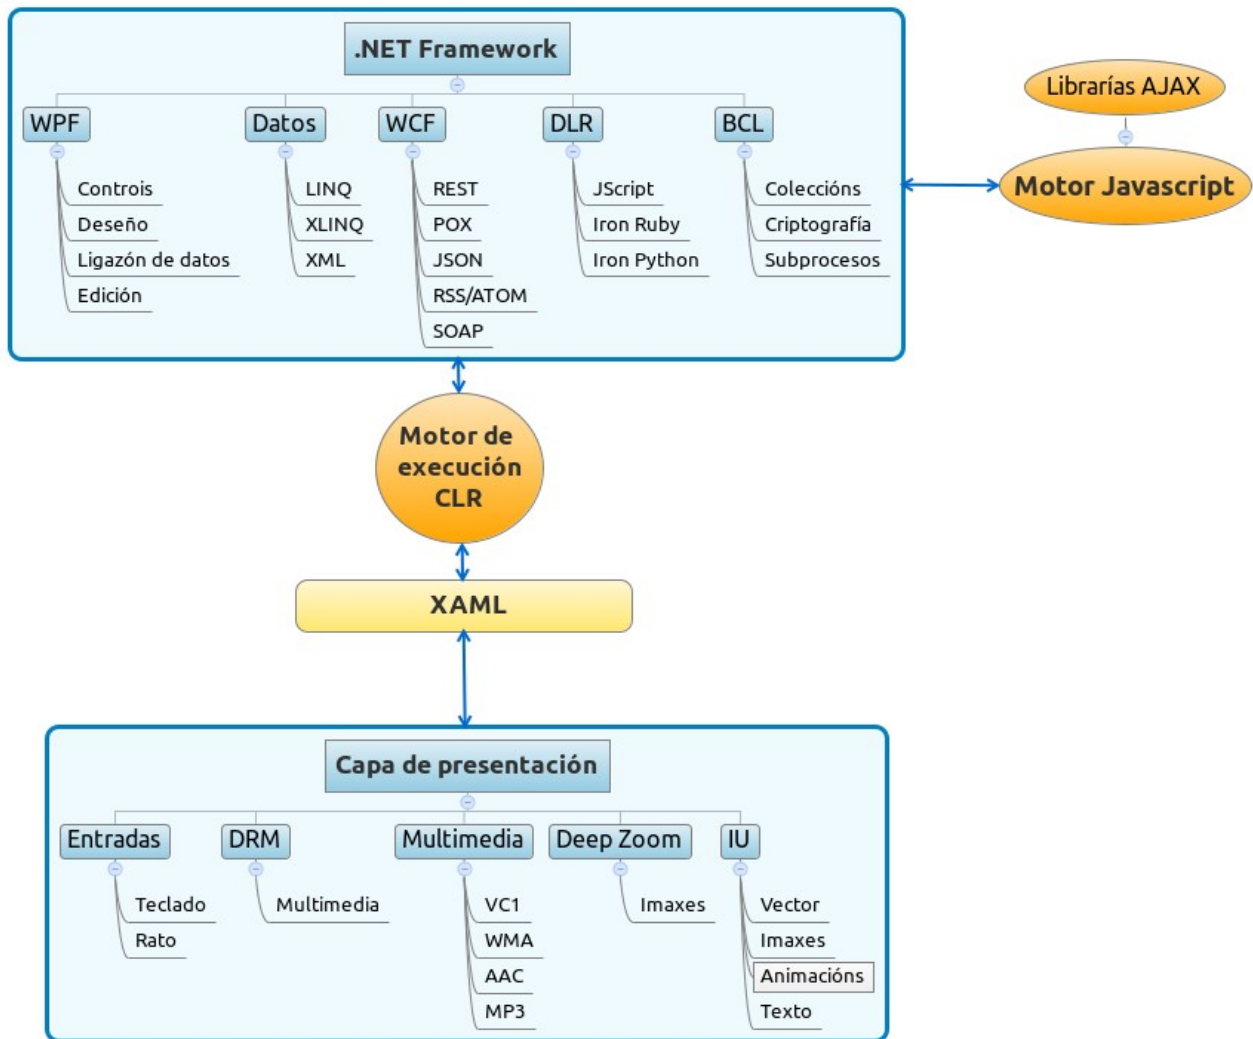 .NET Framework
WPF
Controis
Deseño
Ligazón de datos
Edición
Datos
LINQ
XLINQ
XML
WCF
REST
POX
JSON
RSS/ATOM
SOAP
DLR
JScript
Iron Ruby
Iron Python
BCL
Coleccións
Criptografía
Subprocesos
Librarías AJAX
Motor Javascript
Motor de
execución
CLR
XAML
Capa de presentación
Entradas
Teclado
Rato
DRM
Multimedia
Multimedia
VC1
WMA
AAC
MP3
Deep Zoom
Imaxes
IU
Vector
Imaxes
Animacións
Texto